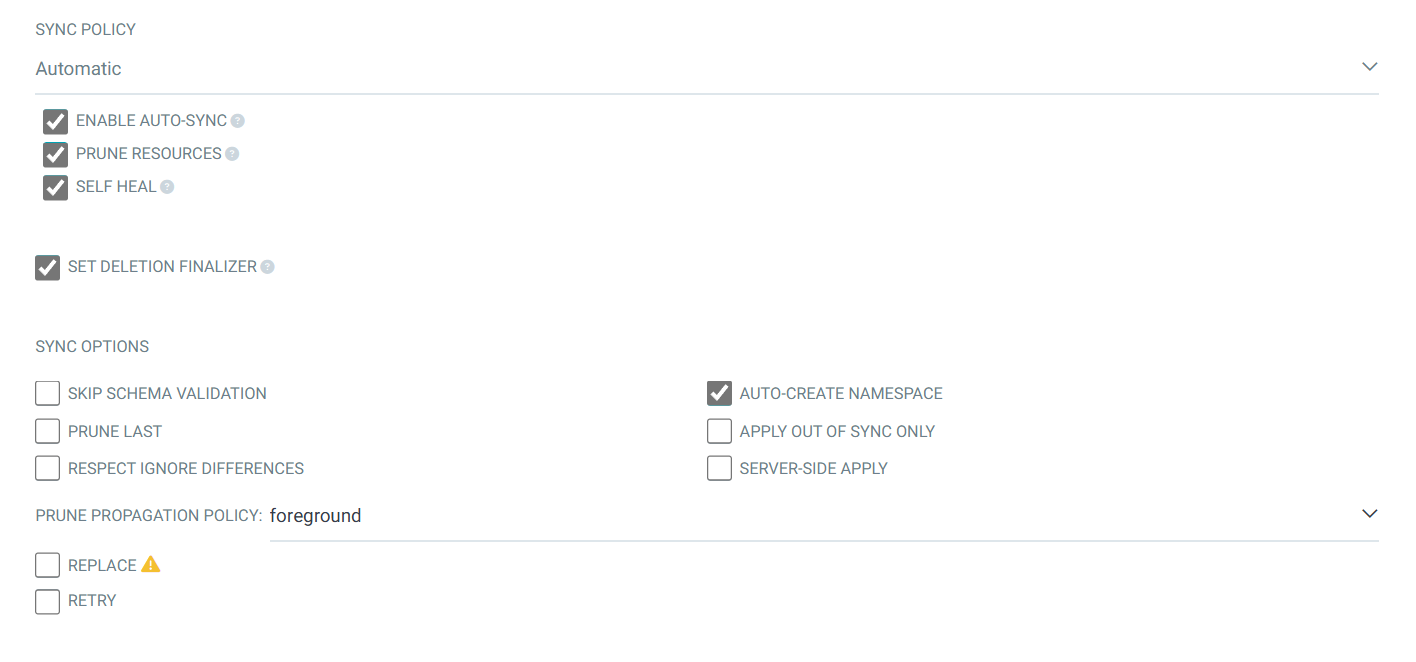 SYNC POLICY
Automatic
ENABLE AUTO-SYNC ?
PRUNE RESOURCES ?
SELF HEAL ?
SET DELETION FINALIZER ?
SYNC OPTIONS
SKIP SCHEMA VALIDATION
AUTO-CREATE NAMESPACE
PRUNE LAST
APPLY OUT OF SYNC ONLY
RESPECT IGNORE DIFFERENCES
SERVER-SIDE APPLY
PRUNE PROPAGATION POLICY: foreground
REPLACE
RETRY